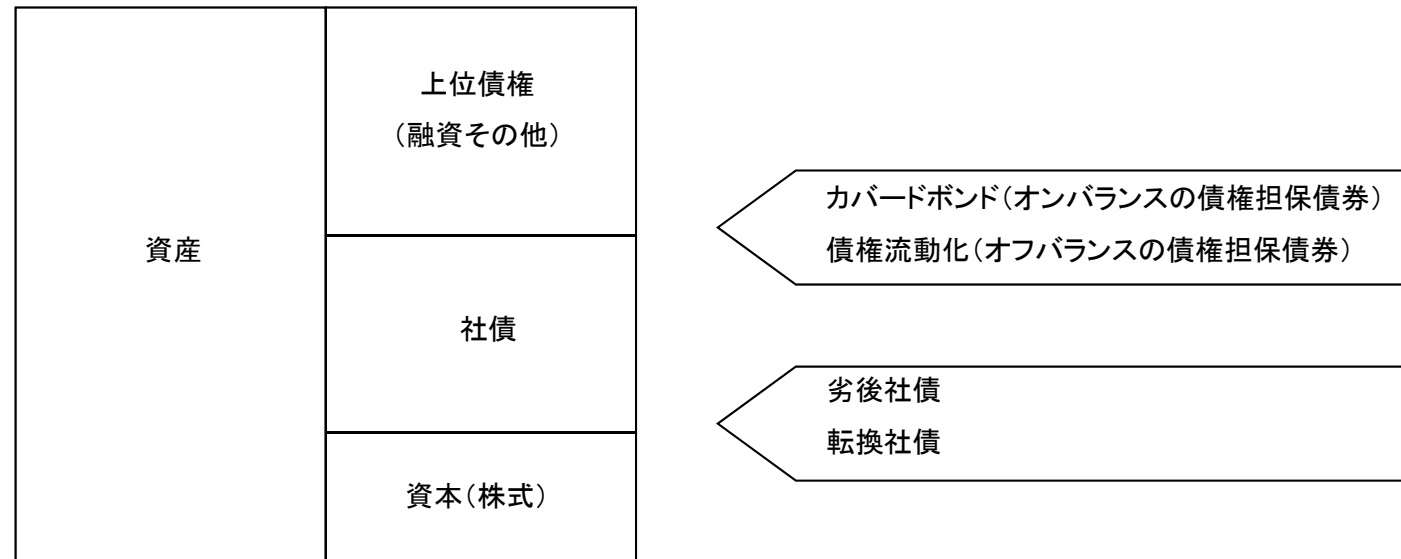 上位債権
（融資その他）
資産
社債
資本（株式）
カバードボンド（オンバランスの債権担保債券）
債権流動化（オフバランスの債権担保債券）
劣後社債
転換社債